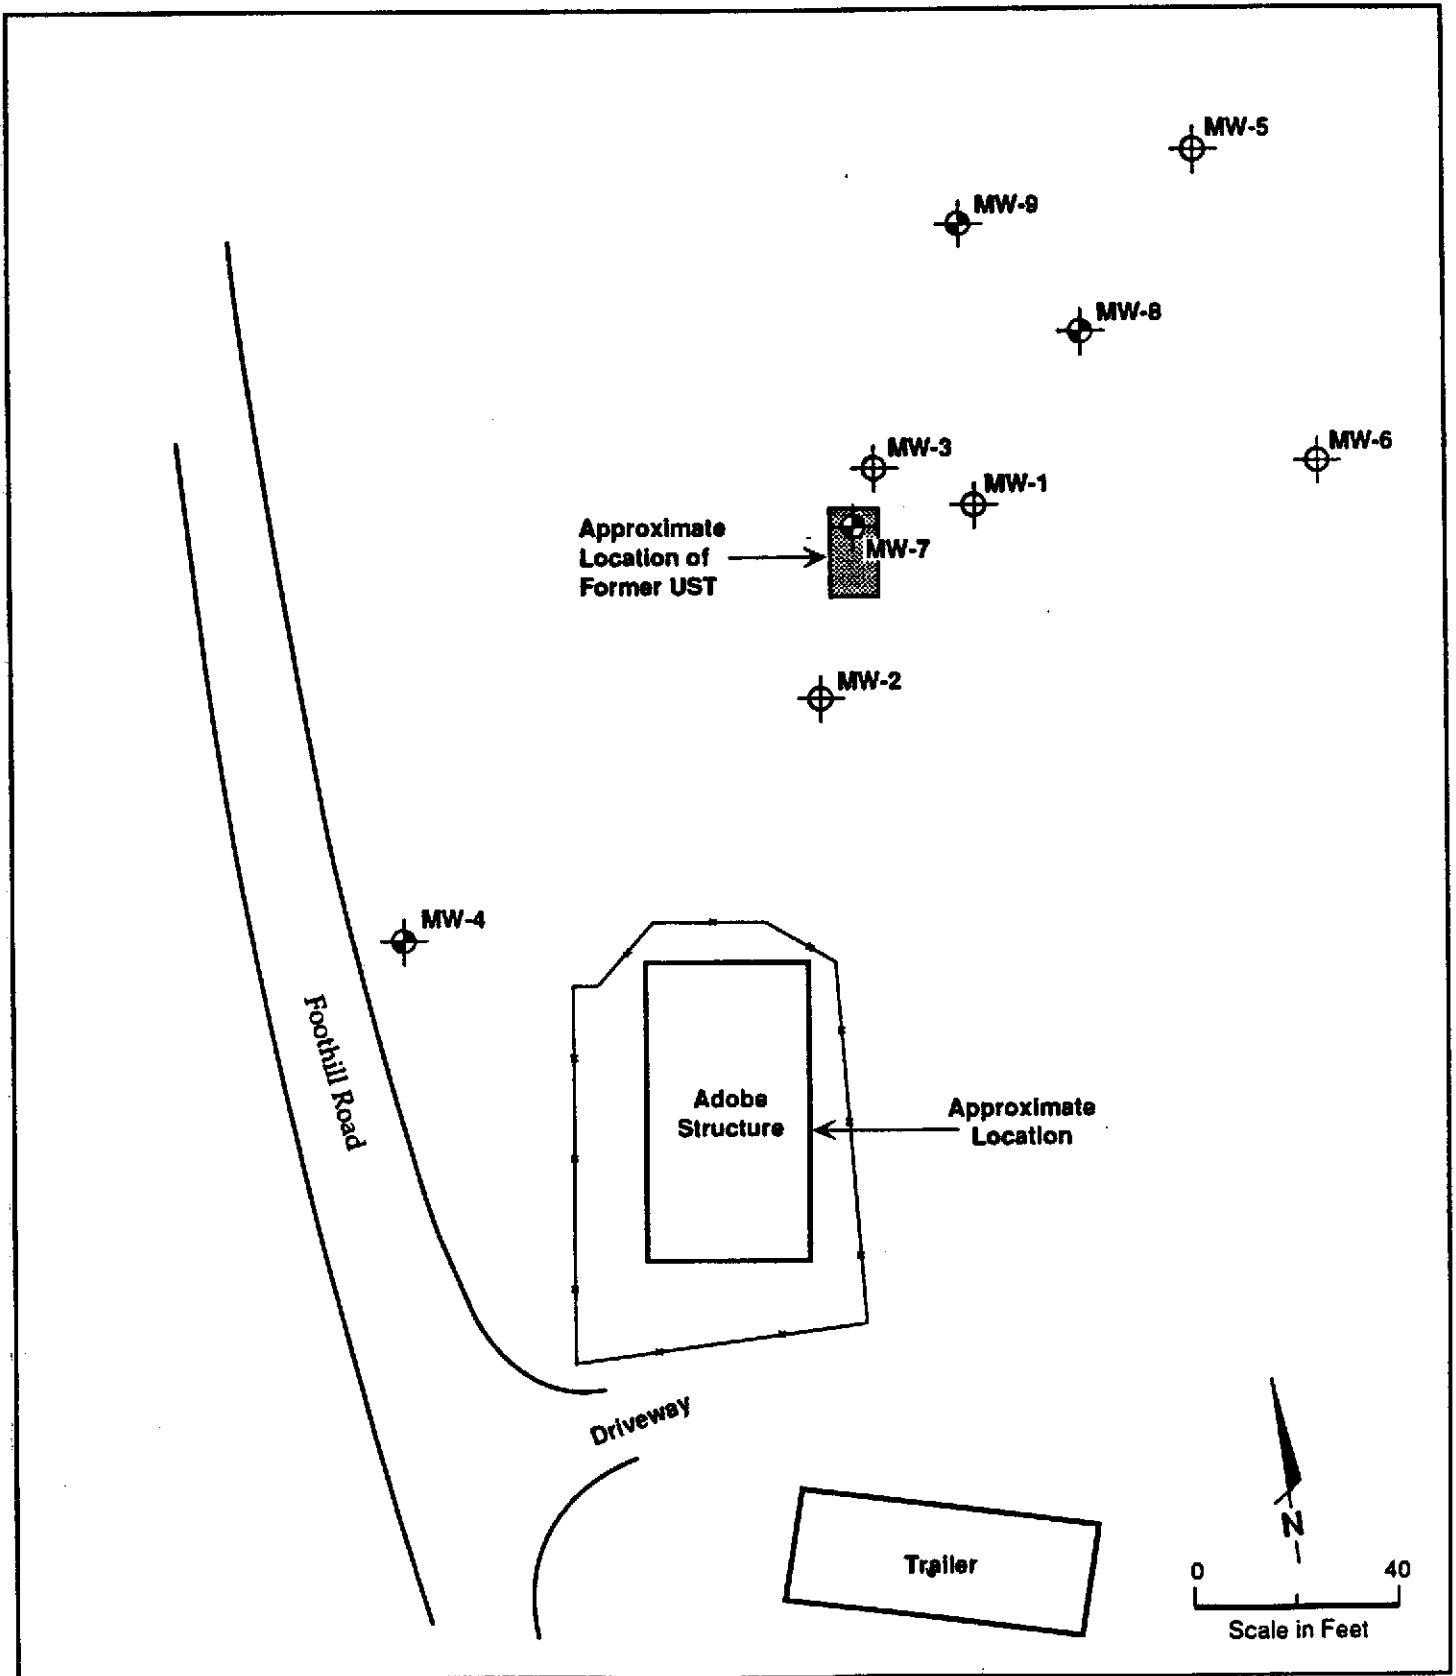 MW-5
MW-9
MW-8
MW-3
MW-6
MW-1
Approximate
Location of
Former UST
MW-7
MW-2
MW-4
Foothill Road
Adobe
Structure
Approximate
Location
Driveway
Trailer
N
0 40
Scale in Feet